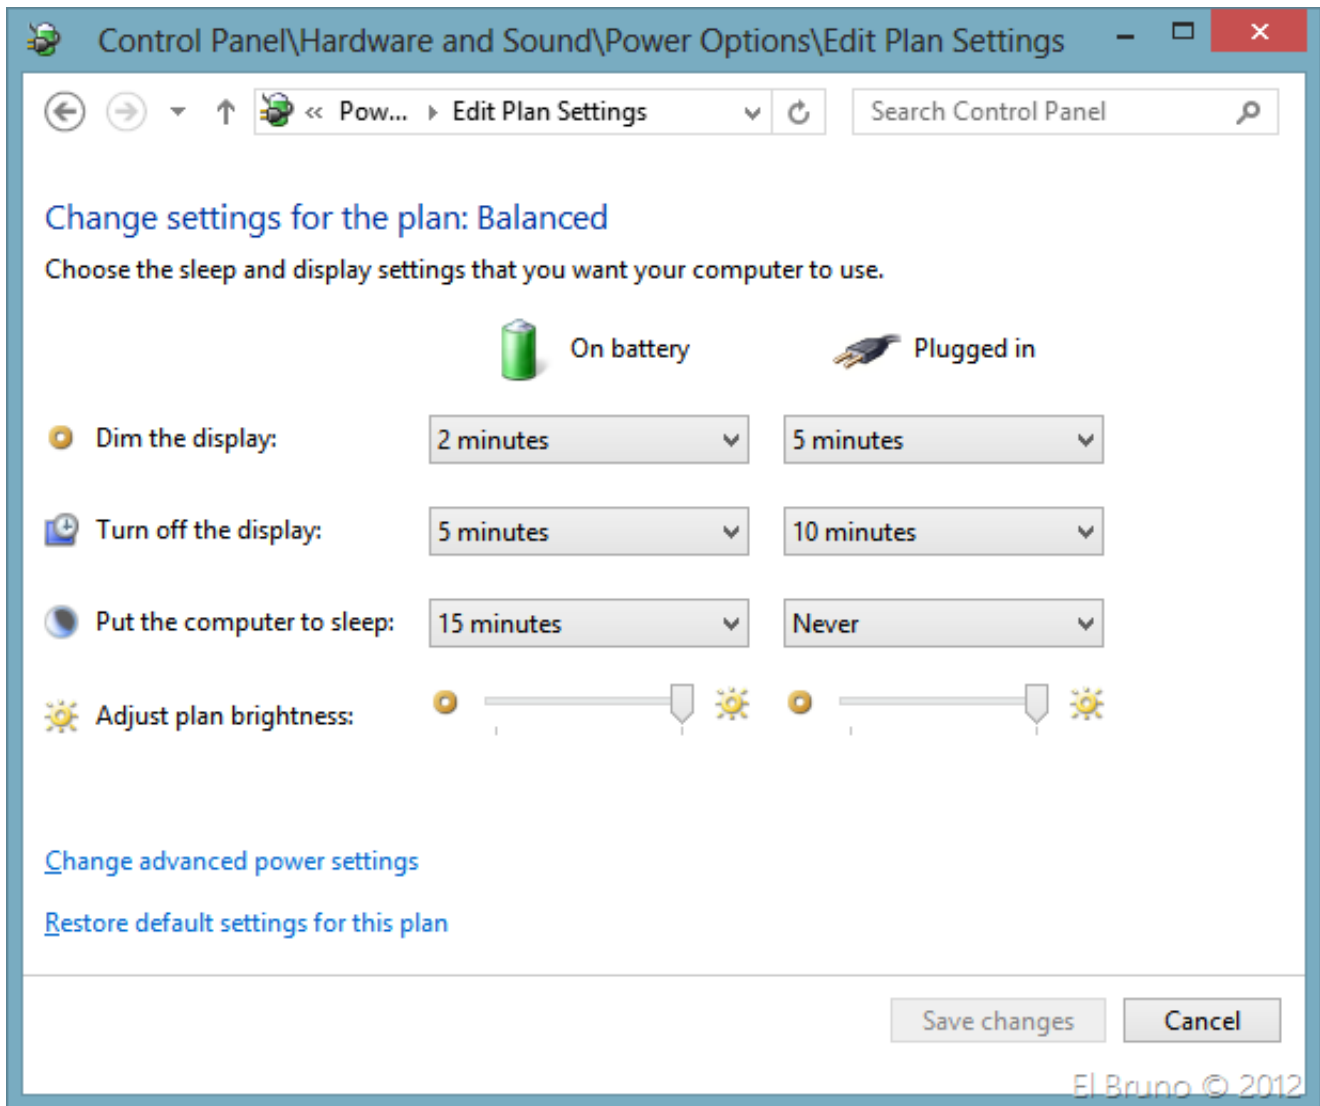 Control Panel\Hardware and Sound\Power Options\Edit Plan Settings
« Pow... Edit Plan Settings Search Control Panel
Change settings for the plan: Balanced
Choose the sleep and display settings that you want your computer to use.
On battery Plugged in
Dim the display: 2 minutes 5 minutes
Turn off the display: 5 minutes 10 minutes
Put the computer to sleep: 15 minutes Never
Adjust plan brightness:
Change advanced power settings
Restore default settings for this plan
Save changes Cancel
El Bruno © 2012